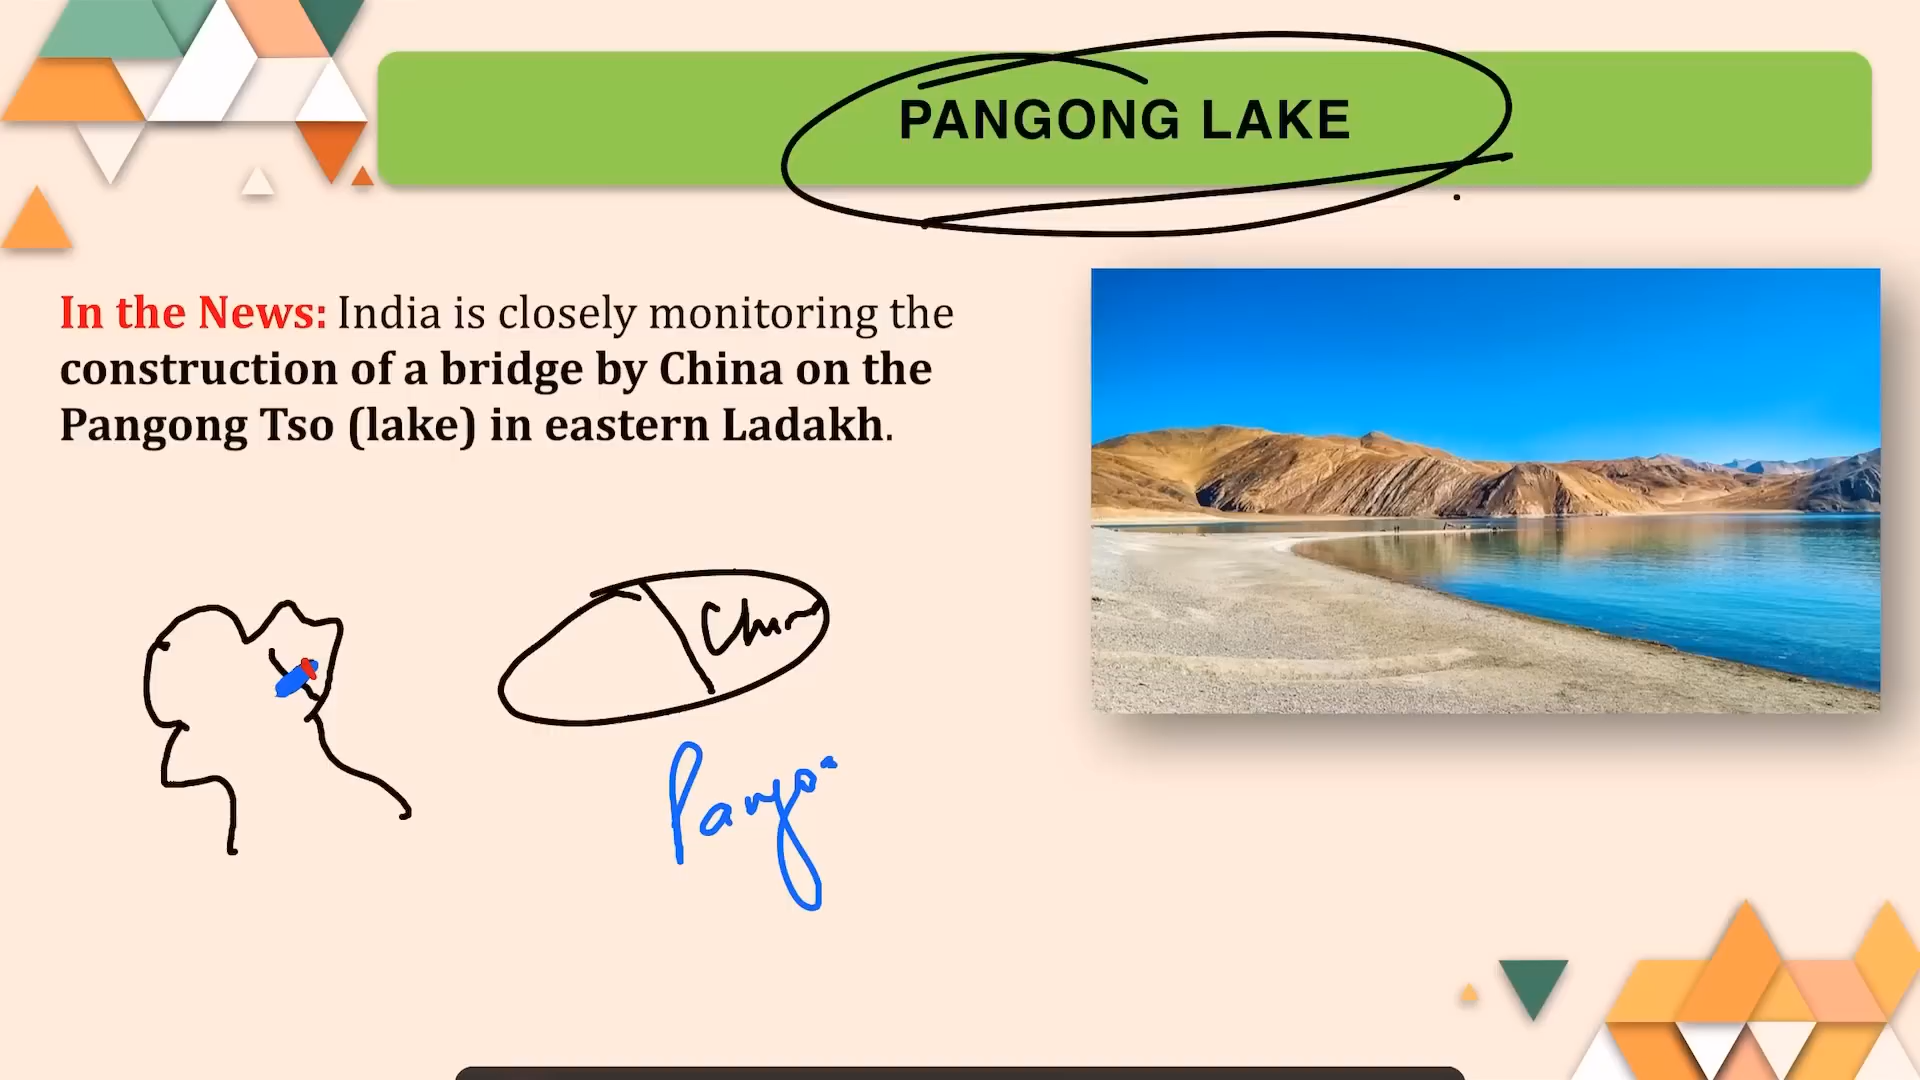 PANGONG LAKE
In the News: India is closely monitoring the
construction of a bridge by China on the
Pangong Tso (lake) in eastern Ladakh.